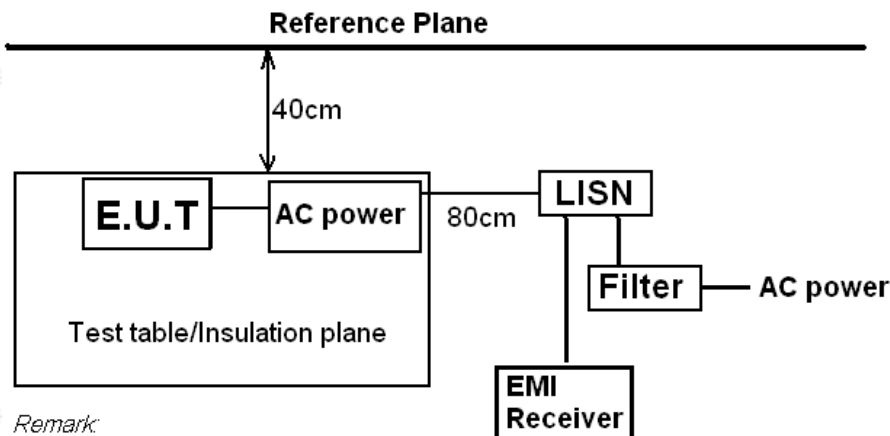 Reference Plane
40cm
E.U.T
AC power
80cm
LISN
Filter
AC power
Test table/Insulation plane
EMI
Receiver
Remark: